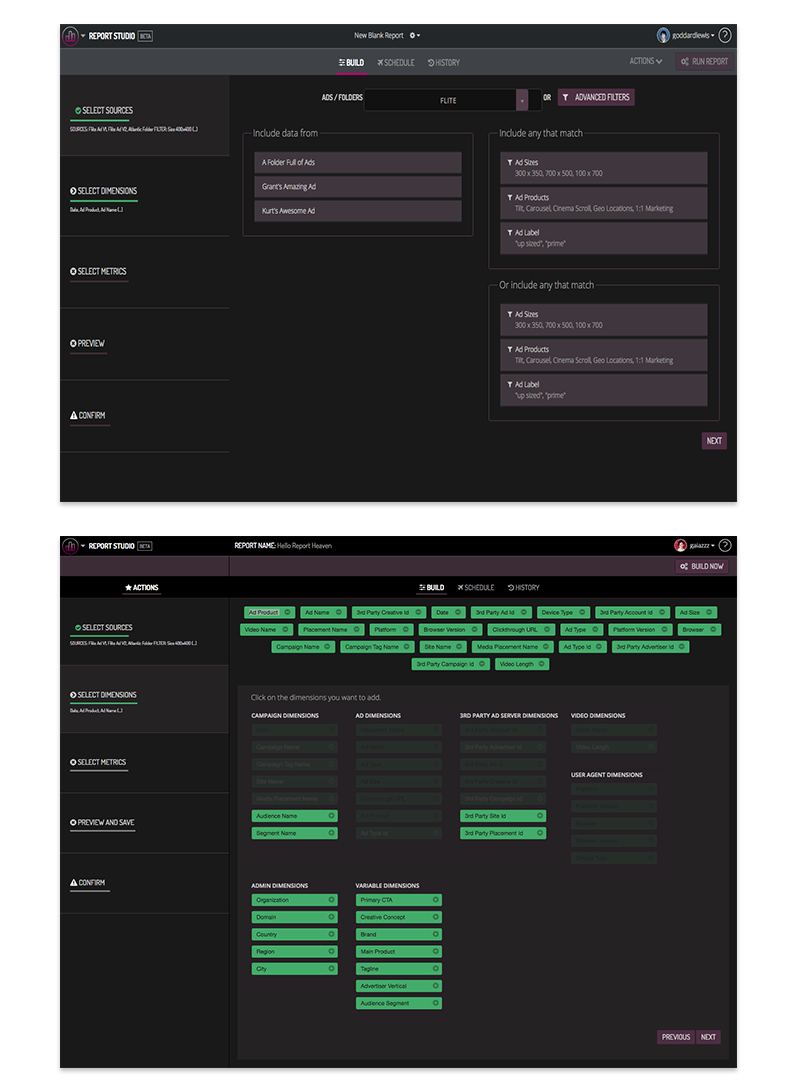 REPORT STUDIO BETA New Blank Report goddardlewis ?
BUILD SCHEDULE HISTORY ACTIONS RUN REPORT
SELECT SOURCES
SOURCES: Flite Ad V1, Flite Ad V2, Atlantic Folder FILTER: Size 400x600 (...)
SELECT DIMENSIONS
Date, Ad Product, Ad Name (...)
SELECT METRICS
PREVIEW
CONFIRM
ADS / FOLDERS FLITE OR ADVANCED FILTERS
Include data from
A Folder Full of Ads
Grant's Amazing Ad
Kurt's Awesome Ad
Include any that match
Ad Sizes
300 x 350, 700 x 500, 100 x 700
Ad Products
Tilt, Carousel, Cinema Scroll, Geo Locations, 1:1 Marketing
Ad Label
"up sized", "prime"
Or include any that match
Ad Sizes
300 x 350, 700 x 500, 100 x 700
Ad Products
Tilt, Carousel, Cinema Scroll, Geo Locations, 1:1 Marketing
Ad Label
"up sized", "prime"
NEXT
REPORT STUDIO BETA REPORT NAME: Hello Report Heaven gaiazzz ?
BUILD NOW
ACTIONS BUILD SCHEDULE HISTORY
SELECT SOURCES
SOURCES: Flite Ad V1, Flite Ad V2, Atlantic Folder FILTER: Size 400x600 (...)
SELECT DIMENSIONS
Date, Ad Product, Ad Name (...)
SELECT METRICS
PREVIEW AND SAVE
CONFIRM
Ad Product Ad Name 3rd Party Creative Id Date 3rd Party Ad Id Device Type 3rd Party Account Id Ad Size
Video Name Placement Name Platform Browser Version Clickthrough URL Ad Type Platform Version Browser
Campaign Name Campaign Tag Name Site Name Media Placement Name Ad Type Id 3rd Party Advertiser Id
3rd Party Campaign Id Video Length
Click on the dimensions you want to add.
CAMPAIGN DIMENSIONS
Campaign Name
Campaign Tag Name
Site Name
Media Placement Name
Audience Name
Segment Name
AD DIMENSIONS
Ad Type Id
3RD PARTY AD SERVER DIMENSIONS
3rd Party Advertiser Id
3rd Party Campaign Id
3rd Party Site Id
3rd Party Placement Id
VIDEO DIMENSIONS
Video Length
USER AGENT DIMENSIONS
ADMIN DIMENSIONS
Organization
Domain
Country
Region
City
VARIABLE DIMENSIONS
Primary CTA
Creative Concept
Brand
Main Product
Tagline
Advertiser Vertical
Audience Segment
PREVIOUS NEXT